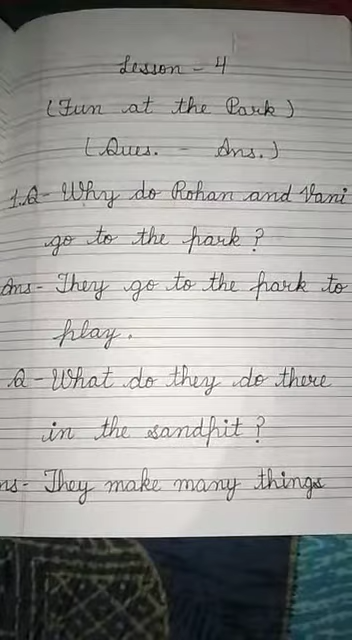 Lesson - 4
(Fun at the Park)
(Ques. - Ans.)
1.Q- Why do Rohan and Vani
go to the park?
Ans- They go to the park to
play.
Q- What do they do there
in the sandpit?
ns- They make many things